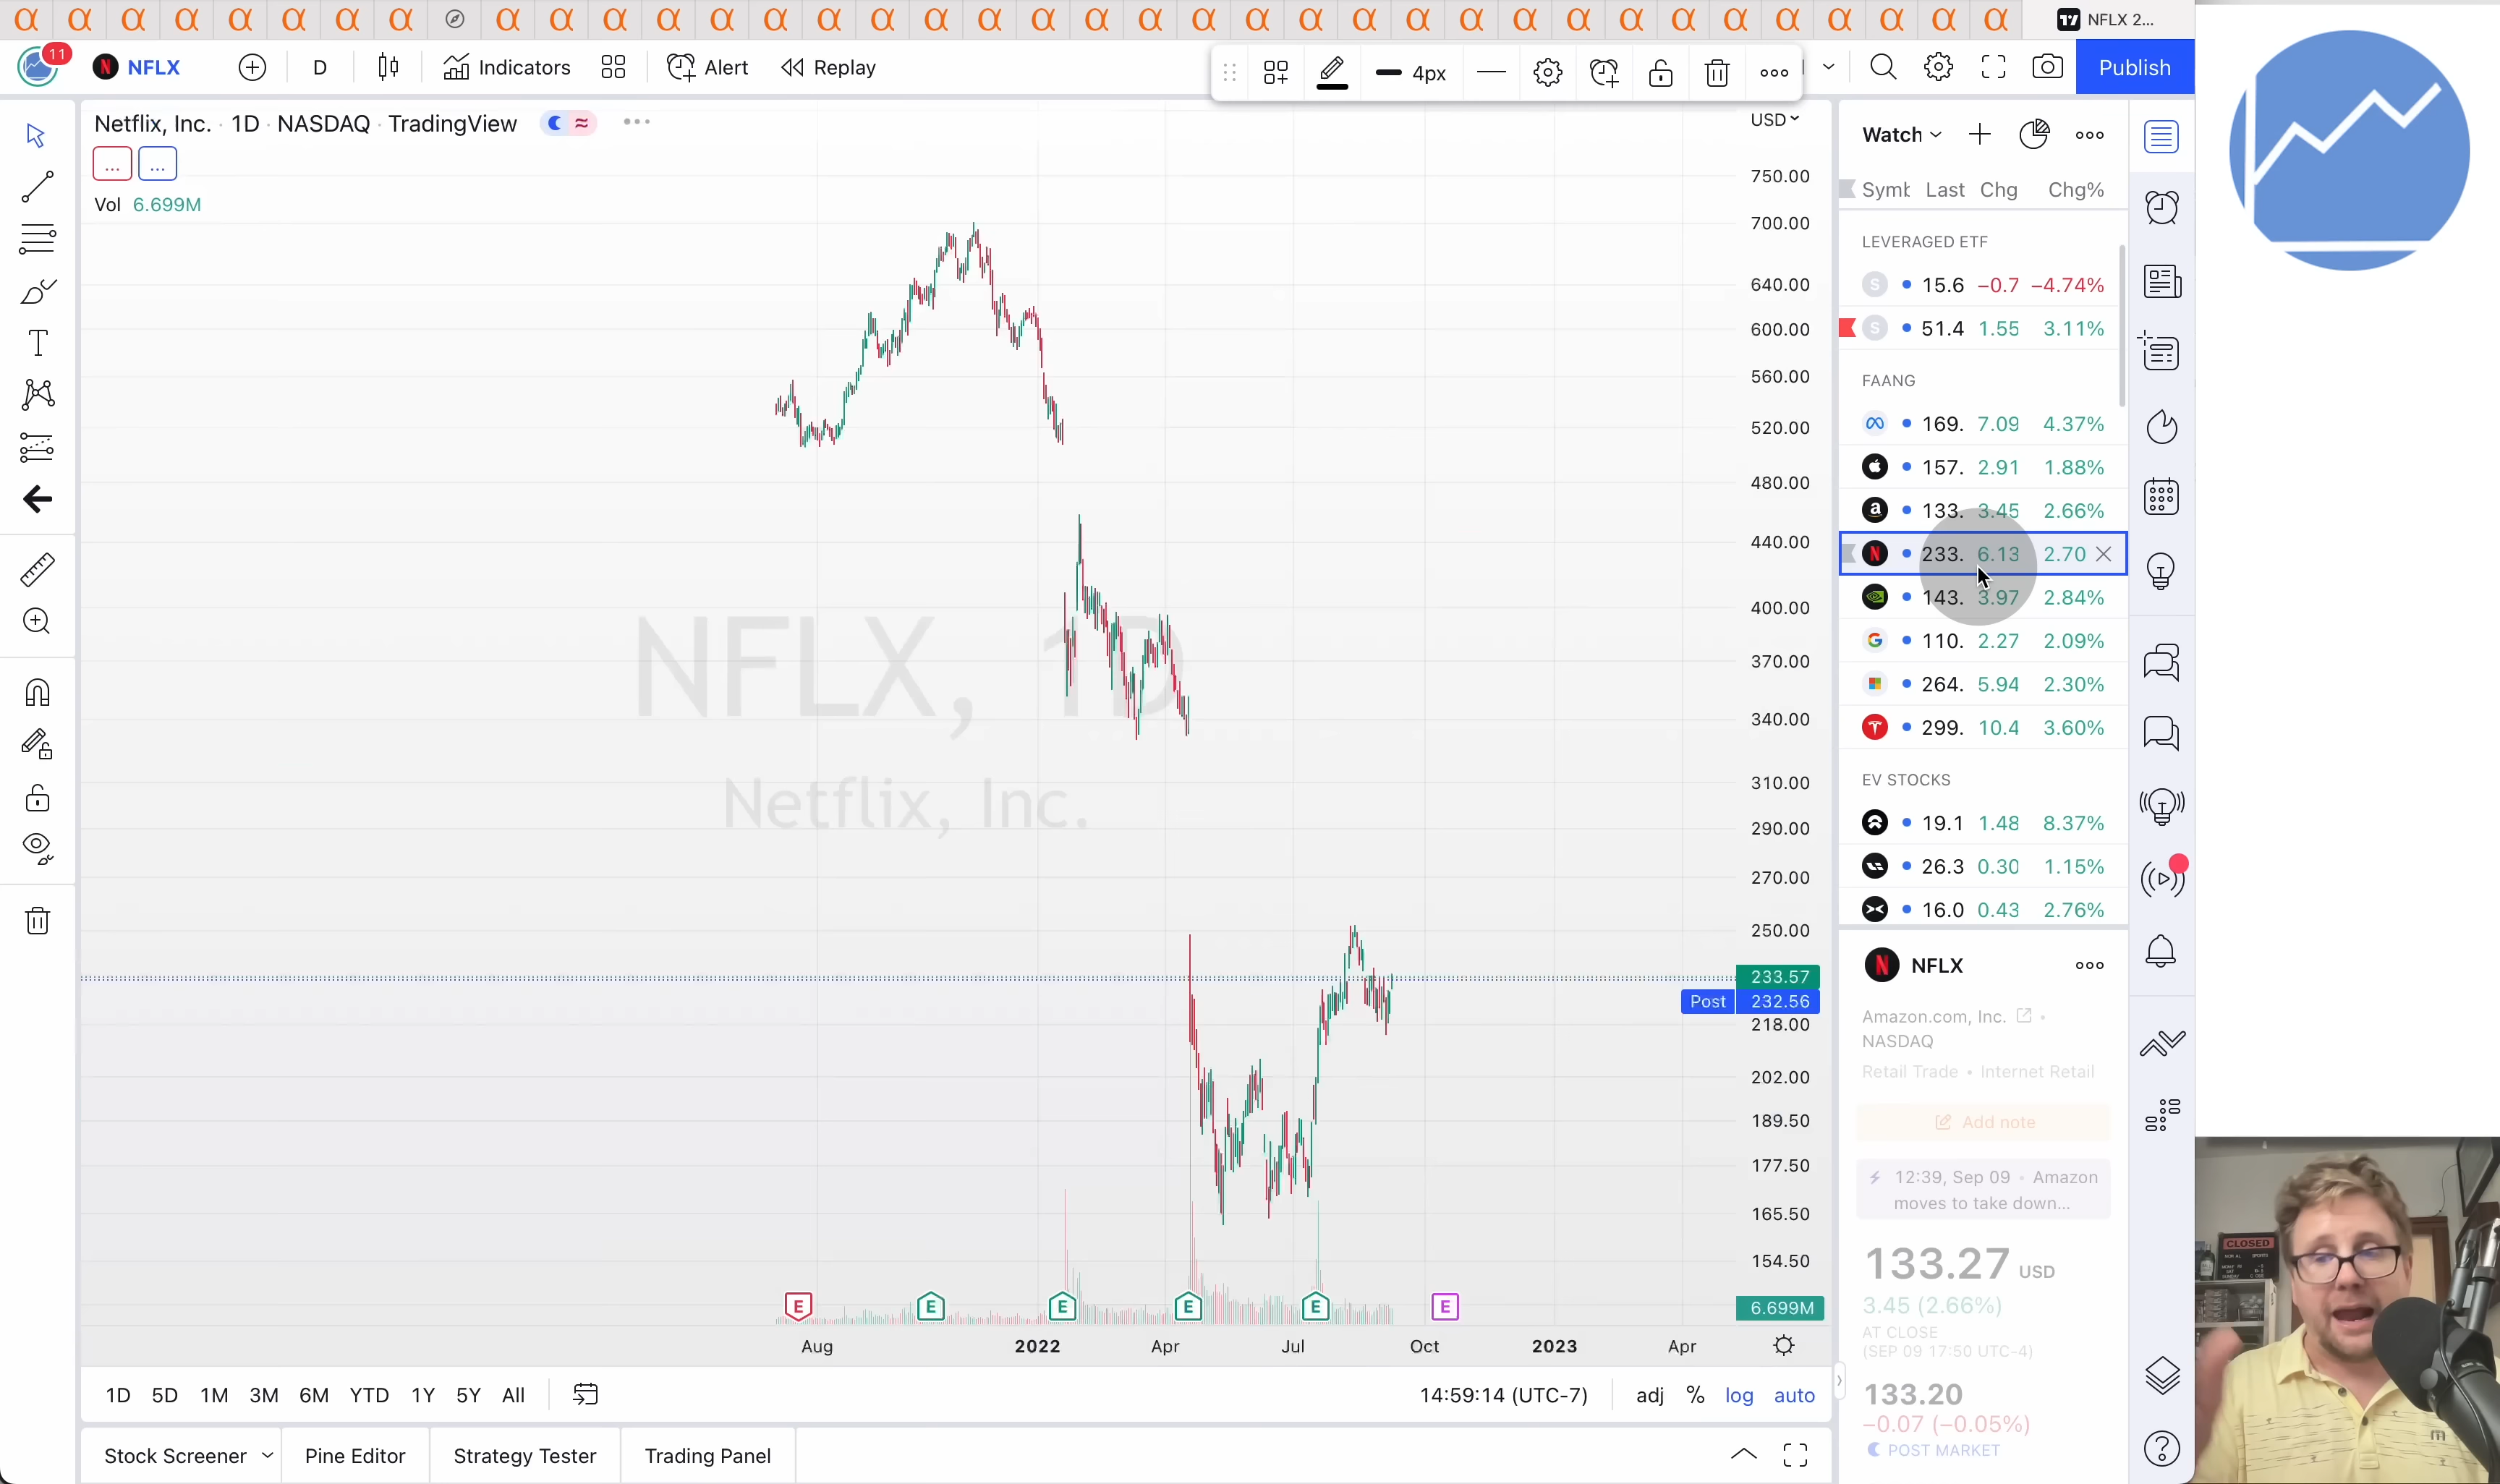 NFLX 2...
11
NFLX
D
Indicators
Alert
Replay
4px
Publish
Netflix, Inc. · 1D · NASDAQ · TradingView
USD
... ...
Vol 6.699M
NFLX, 1D
Netflix, Inc.
750.00
700.00
640.00
600.00
560.00
520.00
480.00
440.00
400.00
370.00
340.00
310.00
290.00
270.00
250.00
233.57
Post 232.56
218.00
202.00
189.50
177.50
165.50
154.50
6.699M
E E E E E E
Aug 2022 Apr Jul Oct 2023 Apr
1D 5D 1M 3M 6M YTD 1Y 5Y All
14:59:14 (UTC-7) adj % log auto
Stock Screener Pine Editor Strategy Tester Trading Panel
Watch
Last Chg Chg%
LEVERAGED ETF
S 15.6 −0.7 −4.74%
S 51.4 1.55 3.11%
FAANG
169. 7.09 4.37%
157. 2.91 1.88%
133. 3.45 2.66%
233. 6.13 2.70
143. 3.97 2.84%
110. 2.27 2.09%
264. 5.94 2.30%
299. 10.4 3.60%
EV STOCKS
19.1 1.48 8.37%
26.3 0.30 1.15%
16.0 0.43 2.76%
NFLX
Amazon.com, Inc.
NASDAQ
Retail Trade • Internet Retail
Add note
12:39, Sep 09 • Amazon
moves to take down...
133.27 USD
3.45 (2.66%)
AT CLOSE
(SEP 09 17:50 UTC-4)
133.20
−0.07 (−0.05%)
POST MARKET
CLOSED